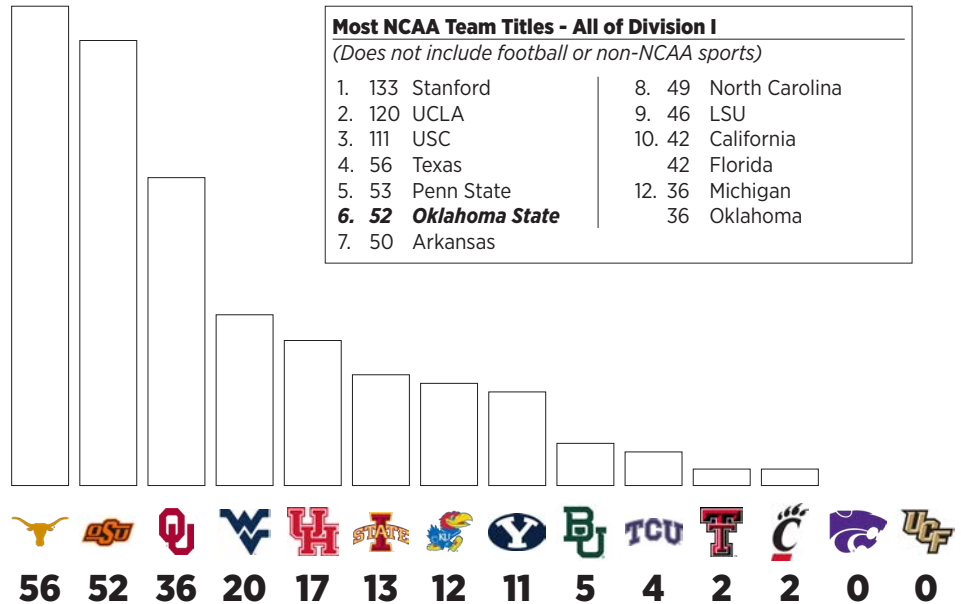 Most NCAA Team Titles - All of Division I
(Does not include football or non-NCAA sports)
1. 133 Stanford
2. 120 UCLA
3. 111 USC
4. 56 Texas
5. 53 Penn State
6. 52 Oklahoma State
7. 50 Arkansas
8. 49 North Carolina
9. 46 LSU
10. 42 California
42 Florida
12. 36 Michigan
36 Oklahoma
OSU OU WV UH STATE KU Y BU TCU T C UCF
56 52 36 20 17 13 12 11 5 4 2 2 0 0